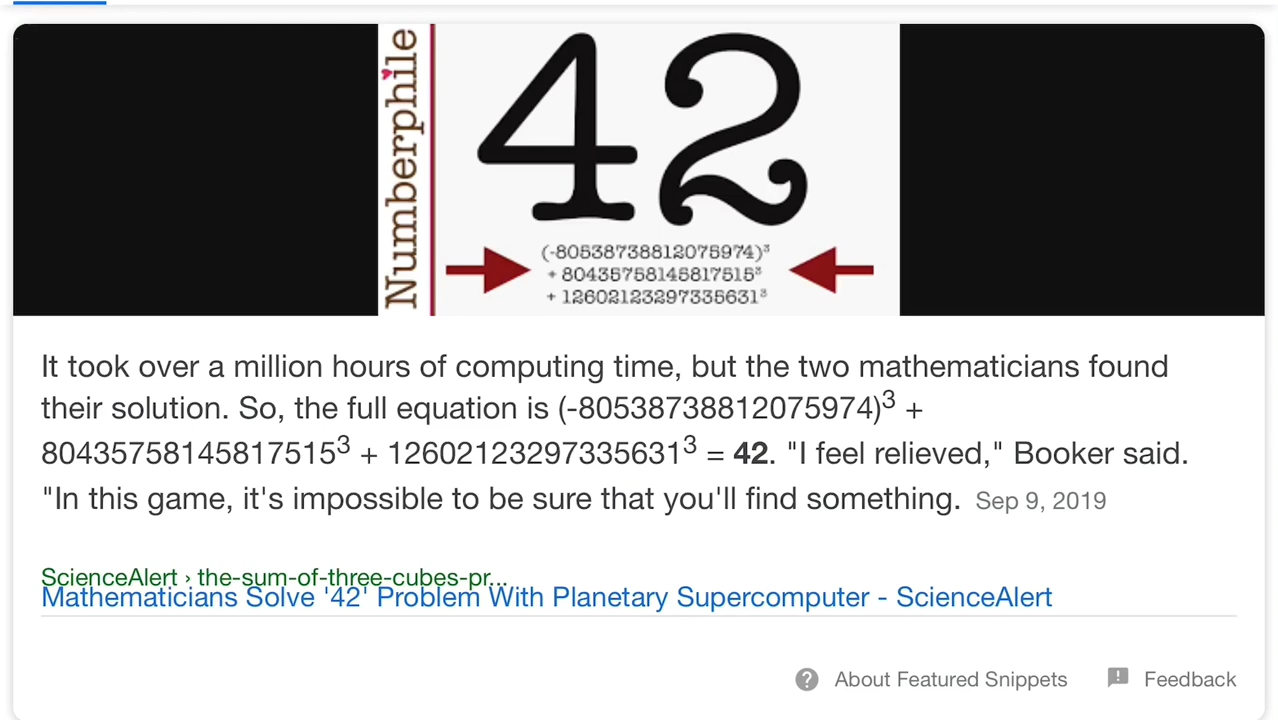 Numberphile
42
(-80538738812075974)³
+ 80435758145817515³
+ 12602123297335631³
It took over a million hours of computing time, but the two mathematicians found
their solution. So, the full equation is (-80538738812075974)³ +
80435758145817515³ + 12602123297335631³ = 42. "I feel relieved," Booker said.
"In this game, it's impossible to be sure that you'll find something. Sep 9, 2019
ScienceAlert › the-sum-of-three-cubes-pr...
Mathematicians Solve '42' Problem With Planetary Supercomputer - ScienceAlert
About Featured Snippets Feedback